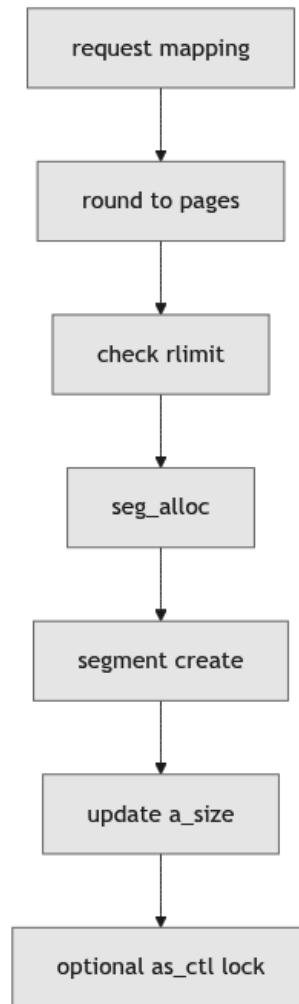 request mapping
round to pages
check rlimit
seg_alloc
segment create
update a_size
optional as_ctl lock